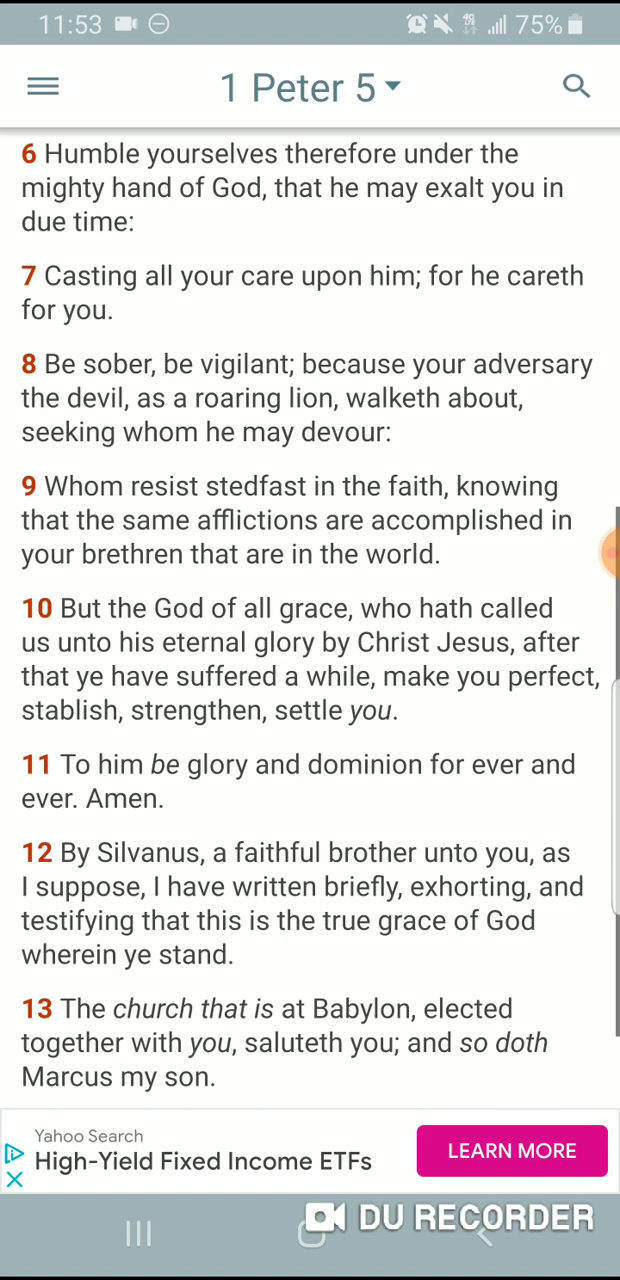 11:53 75%
1 Peter 5
6 Humble yourselves therefore under the
mighty hand of God, that he may exalt you in
due time:
7 Casting all your care upon him; for he careth
for you.
8 Be sober, be vigilant; because your adversary
the devil, as a roaring lion, walketh about,
seeking whom he may devour:
9 Whom resist stedfast in the faith, knowing
that the same afflictions are accomplished in
your brethren that are in the world.
10 But the God of all grace, who hath called
us unto his eternal glory by Christ Jesus, after
that ye have suffered a while, make you perfect,
stablish, strengthen, settle you.
11 To him be glory and dominion for ever and
ever. Amen.
12 By Silvanus, a faithful brother unto you, as
I suppose, I have written briefly, exhorting, and
testifying that this is the true grace of God
wherein ye stand.
13 The church that is at Babylon, elected
together with you, saluteth you; and so doth
Marcus my son.
Yahoo Search
High-Yield Fixed Income ETFs
LEARN MORE
DU RECORDER